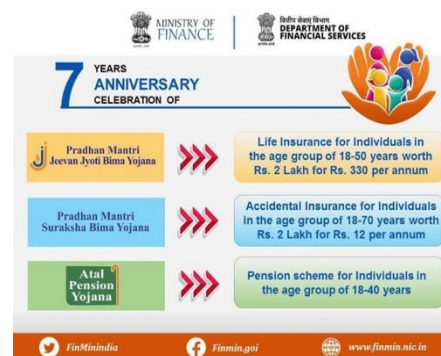 MINISTRY OF
FINANCE
वित्तीय सेवाएं विभाग
DEPARTMENT OF
FINANCIAL SERVICES
7 YEARS
ANNIVERSARY
CELEBRATION OF
Pradhan Mantri
Jeevan Jyoti Bima Yojana
Life Insurance for Individuals in
the age group of 18-50 years worth
Rs. 2 Lakh for Rs. 330 per annum
Pradhan Mantri
Suraksha Bima Yojana
Accidental Insurance for Individuals
in the age group of 18-70 years worth
Rs. 2 Lakh for Rs. 12 per annum
Atal
Pension
Yojana
Pension scheme for Individuals in
the age group of 18-40 years
FinMinindia
Finmin.goi
www.finmin.nic.in